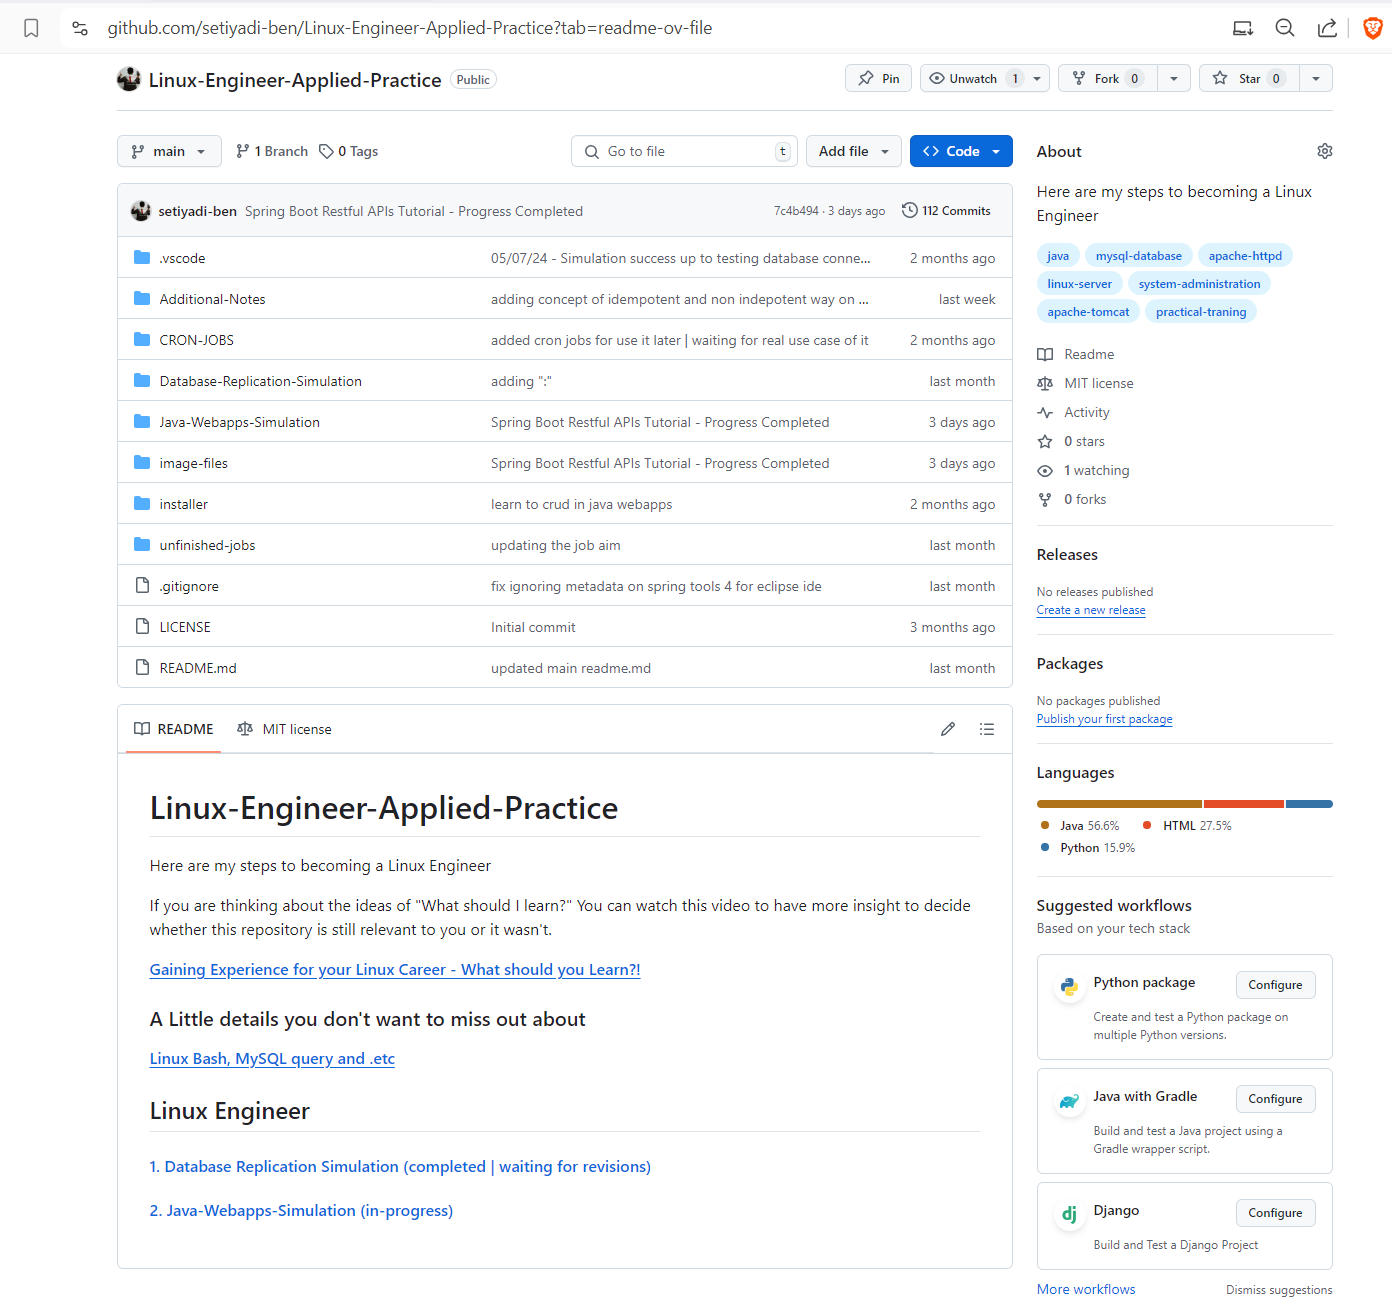 github.com/setiyadi-ben/Linux-Engineer-Applied-Practice?tab=readme-ov-file
Linux-Engineer-Applied-Practice Public
Pin
Unwatch 1
Fork 0
Star 0
main
1 Branch
0 Tags
Go to file t
Add file
Code
setiyadi-ben Spring Boot Restful APIs Tutorial - Progress Completed 7c4b494 · 3 days ago 112 Commits
.vscode 05/07/24 - Simulation success up to testing database conne... 2 months ago
Additional-Notes adding concept of idempotent and non indepotent way on ... last week
CRON-JOBS added cron jobs for use it later | waiting for real use case of it 2 months ago
Database-Replication-Simulation adding ":" last month
Java-Webapps-Simulation Spring Boot Restful APIs Tutorial - Progress Completed 3 days ago
image-files Spring Boot Restful APIs Tutorial - Progress Completed 3 days ago
installer learn to crud in java webapps 2 months ago
unfinished-jobs updating the job aim last month
.gitignore fix ignoring metadata on spring tools 4 for eclipse ide last month
LICENSE Initial commit 3 months ago
README.md updated main readme.md last month
README MIT license
Linux-Engineer-Applied-Practice
Here are my steps to becoming a Linux Engineer
If you are thinking about the ideas of "What should I learn?" You can watch this video to have more insight to decide
whether this repository is still relevant to you or it wasn't.
Gaining Experience for your Linux Career - What should you Learn?!
A Little details you don't want to miss out about
Linux Bash, MySQL query and .etc
Linux Engineer
1. Database Replication Simulation (completed | waiting for revisions)
2. Java-Webapps-Simulation (in-progress)
About
Here are my steps to becoming a Linux
Engineer
java mysql-database apache-httpd
linux-server system-administration
apache-tomcat practical-traning
Readme
MIT license
Activity
0 stars
1 watching
0 forks
Releases
No releases published
Create a new release
Packages
No packages published
Publish your first package
Languages
Java 56.6% HTML 27.5%
Python 15.9%
Suggested workflows
Based on your tech stack
Python package Configure
Create and test a Python package on
multiple Python versions.
Java with Gradle Configure
Build and test a Java project using a
Gradle wrapper script.
dj Django Configure
Build and Test a Django Project
More workflows Dismiss suggestions